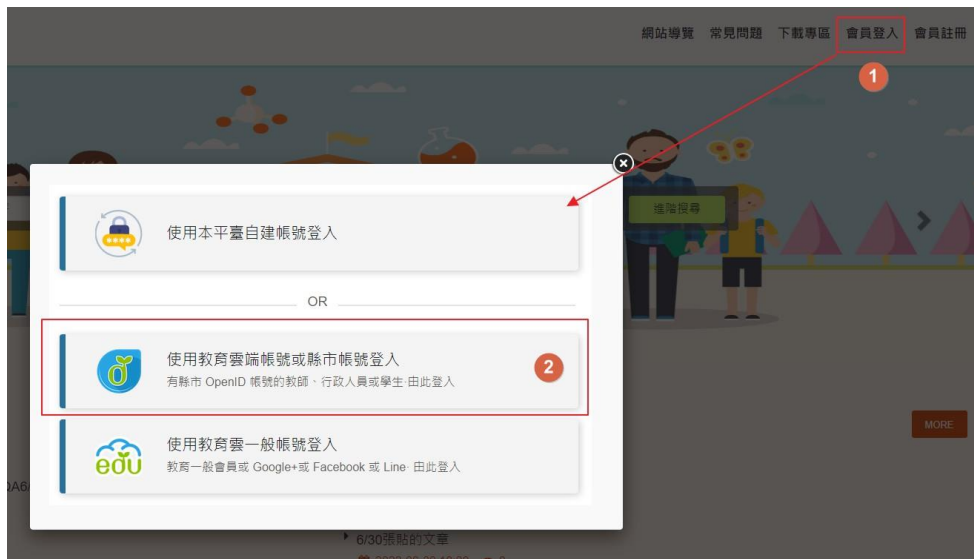 網站導覽 常見問題 下載專區 會員登入 會員註冊
1
進階搜尋
使用本平臺自建帳號登入
OR
使用教育雲端帳號或縣市帳號登入
有縣市 OpenID 帳號的教師、行政人員或學生·由此登入
2
使用教育雲一般帳號登入
edu
教育一般會員或 Google+或 Facebook 或 Line· 由此登入
MORE
QA6/
6/30張貼的文章